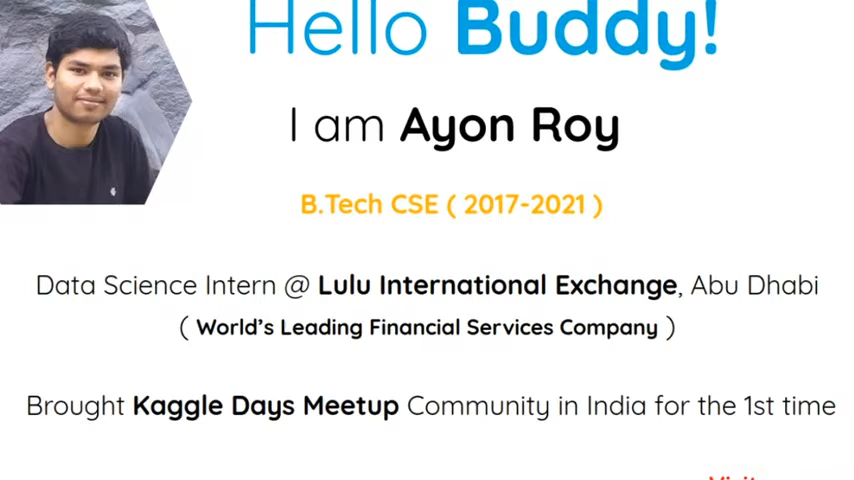 Hello Buddy!
I am Ayon Roy
B.Tech CSE ( 2017-2021 )
Data Science Intern @ Lulu International Exchange, Abu Dhabi
( World's Leading Financial Services Company )
Brought Kaggle Days Meetup Community in India for the 1st time
Visit